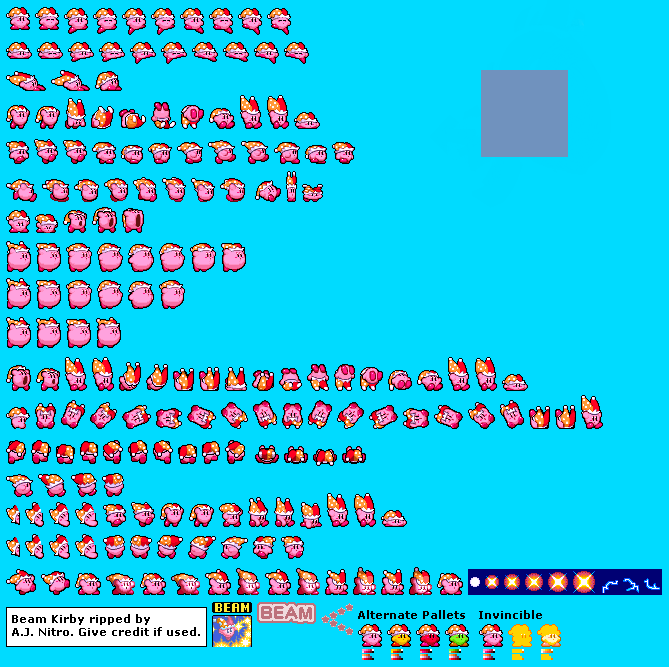 BEAM
BEAM
Alternate Pallets
Invincible
Beam Kirby ripped by
A.J. Nitro. Give credit if used.